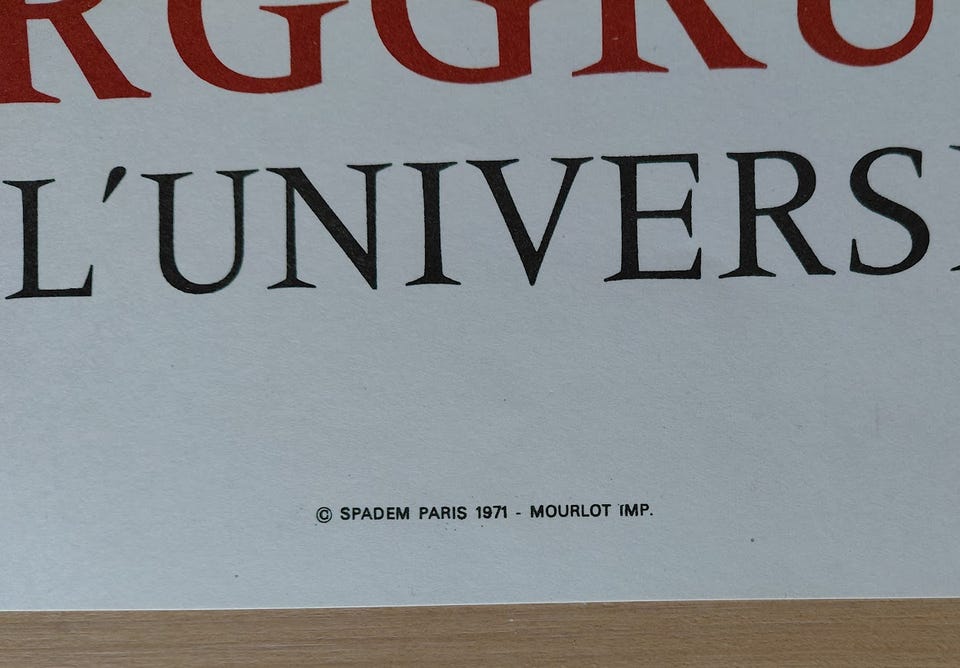 RGGRU
L'UNIVERS
© SPADEM PARIS 1971 - MOURLOT IMP.